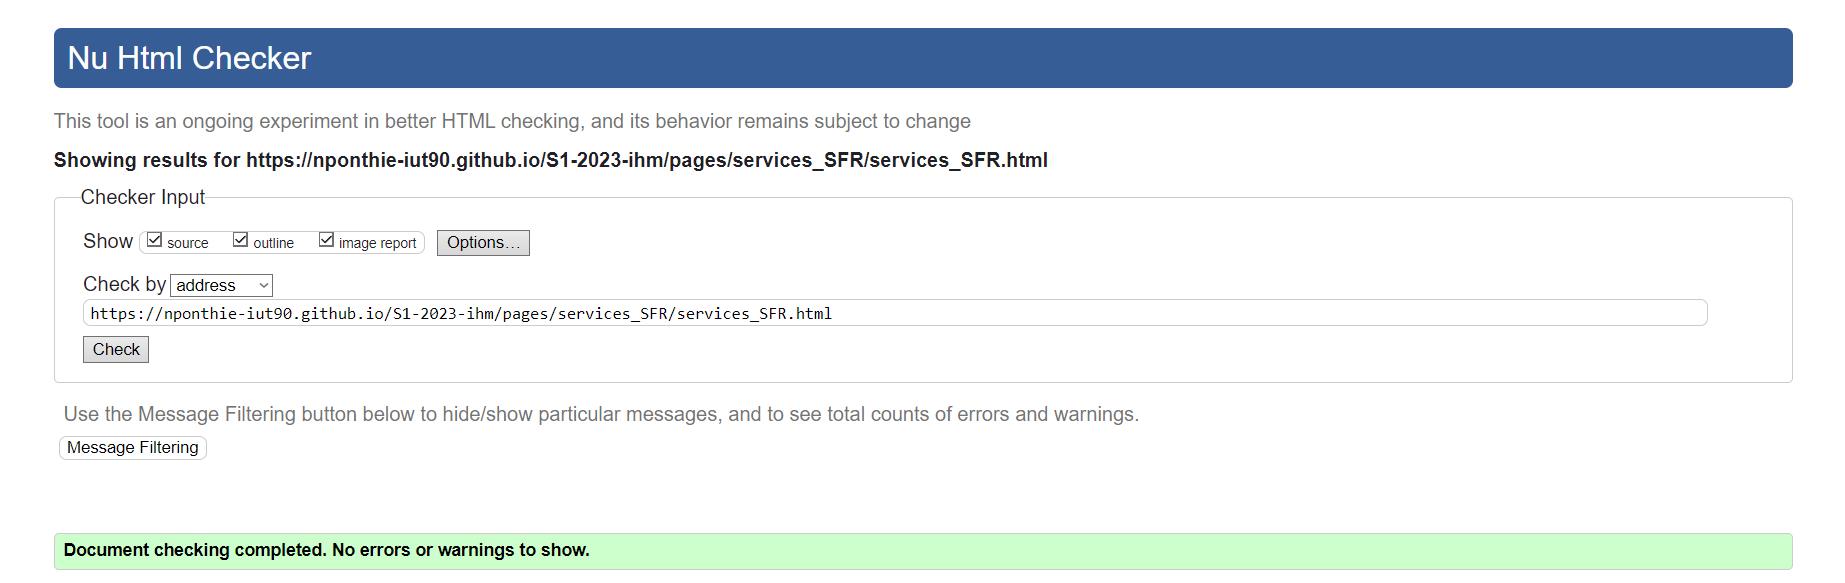 Nu Html Checker
This tool is an ongoing experiment in better HTML checking, and its behavior remains subject to change
Showing results for https://nponthie-iut90.github.io/S1-2023-ihm/pages/services_SFR/services_SFR.html
Checker Input
Show source outline image report Options...
Check by address
https://nponthie-iut90.github.io/S1-2023-ihm/pages/services_SFR/services_SFR.html
Check
Use the Message Filtering button below to hide/show particular messages, and to see total counts of errors and warnings.
Message Filtering
Document checking completed. No errors or warnings to show.